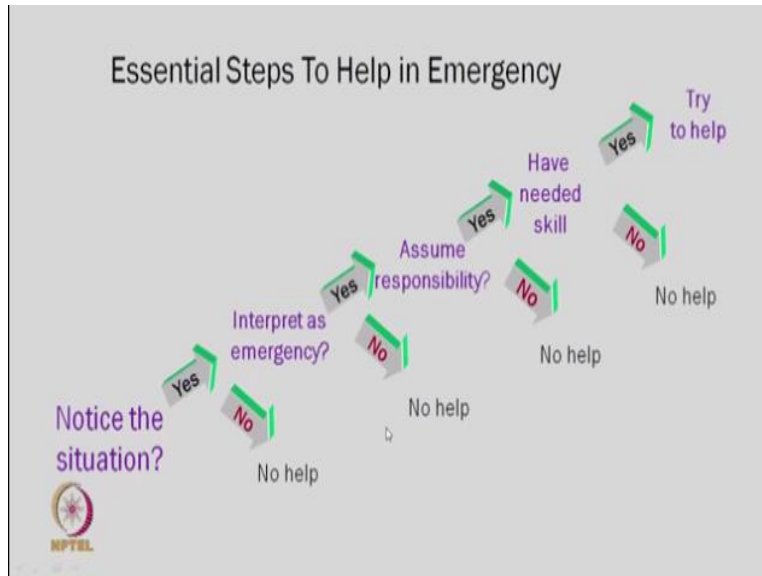 Essential Steps To Help in Emergency
Try
to help
Yes
Have
needed
skill
No
No help
Yes
Assume
responsibility?
No
No help
Yes
Interpret as
emergency?
No
No help
Yes
Notice the
situation?
No
No help
NPTEL